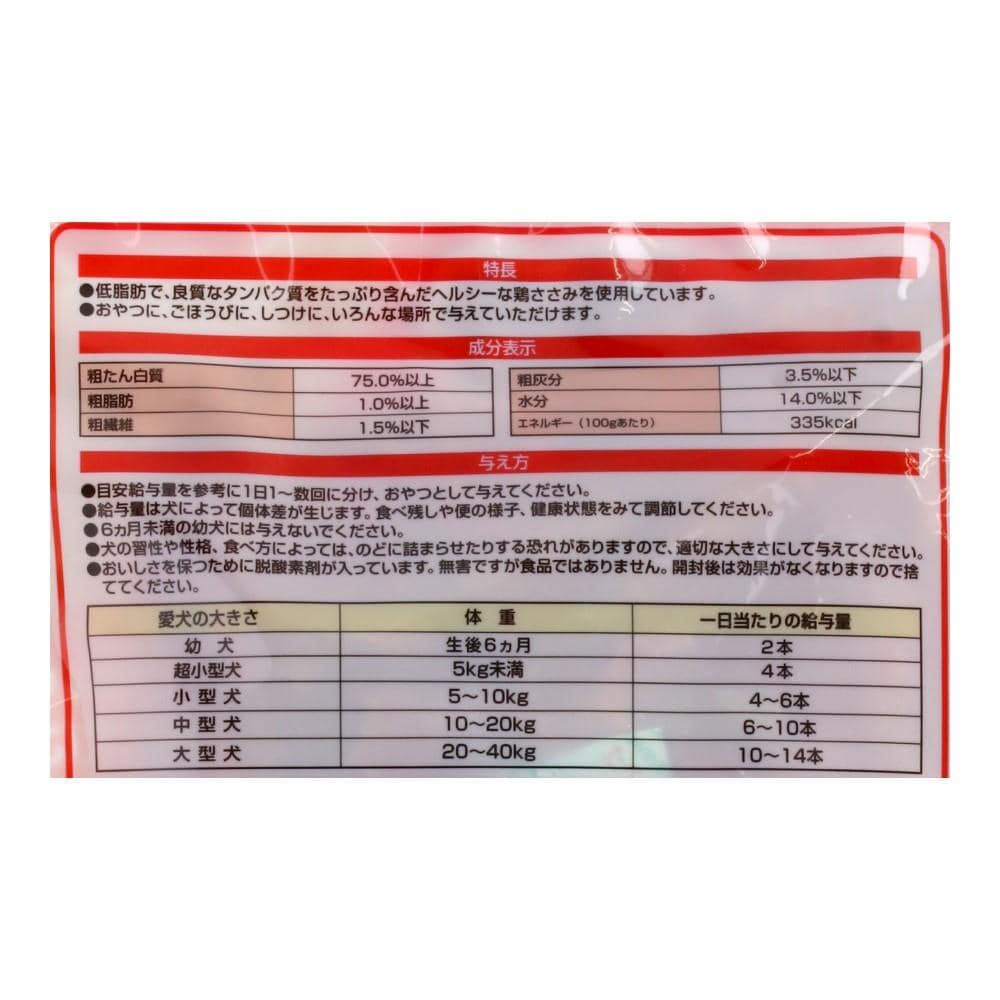 特長
●低脂肪で、良質なタンパク質をたっぷり含んだヘルシーな鶏ささみを使用しています。
●おやつに、ごほうびに、しつけに、いろんな場所で与えていただけます。
成分表示
粗たん白質 75.0%以上 粗灰分 3.5%以下
粗脂肪 1.0%以上 水分 14.0%以下
粗繊維 1.5%以下 エネルギー(100gあたり) 335kcal
与え方
●目安給与量を参考に1日1〜数回に分け、おやつとして与えてください。
●給与量は犬によって個体差が生じます。食べ残しや便の様子、健康状態をみて調節してください。
●6ヵ月未満の幼犬には与えないでください。
●犬の習性や性格、食べ方によっては、のどに詰まらせたりする恐れがありますので、適切な大きさにして与えてください。
●おいしさを保つために脱酸素剤が入っています。無害ですが食品ではありません。開封後は効果がなくなりますので捨
ててください。
愛犬の大きさ 体重 一日当たりの給与量
幼犬 生後6ヵ月 2本
超小型犬 5kg未満 4本
小型犬 5〜10kg 4〜6本
中型犬 10〜20kg 6〜10本
大型犬 20〜40kg 10〜14本